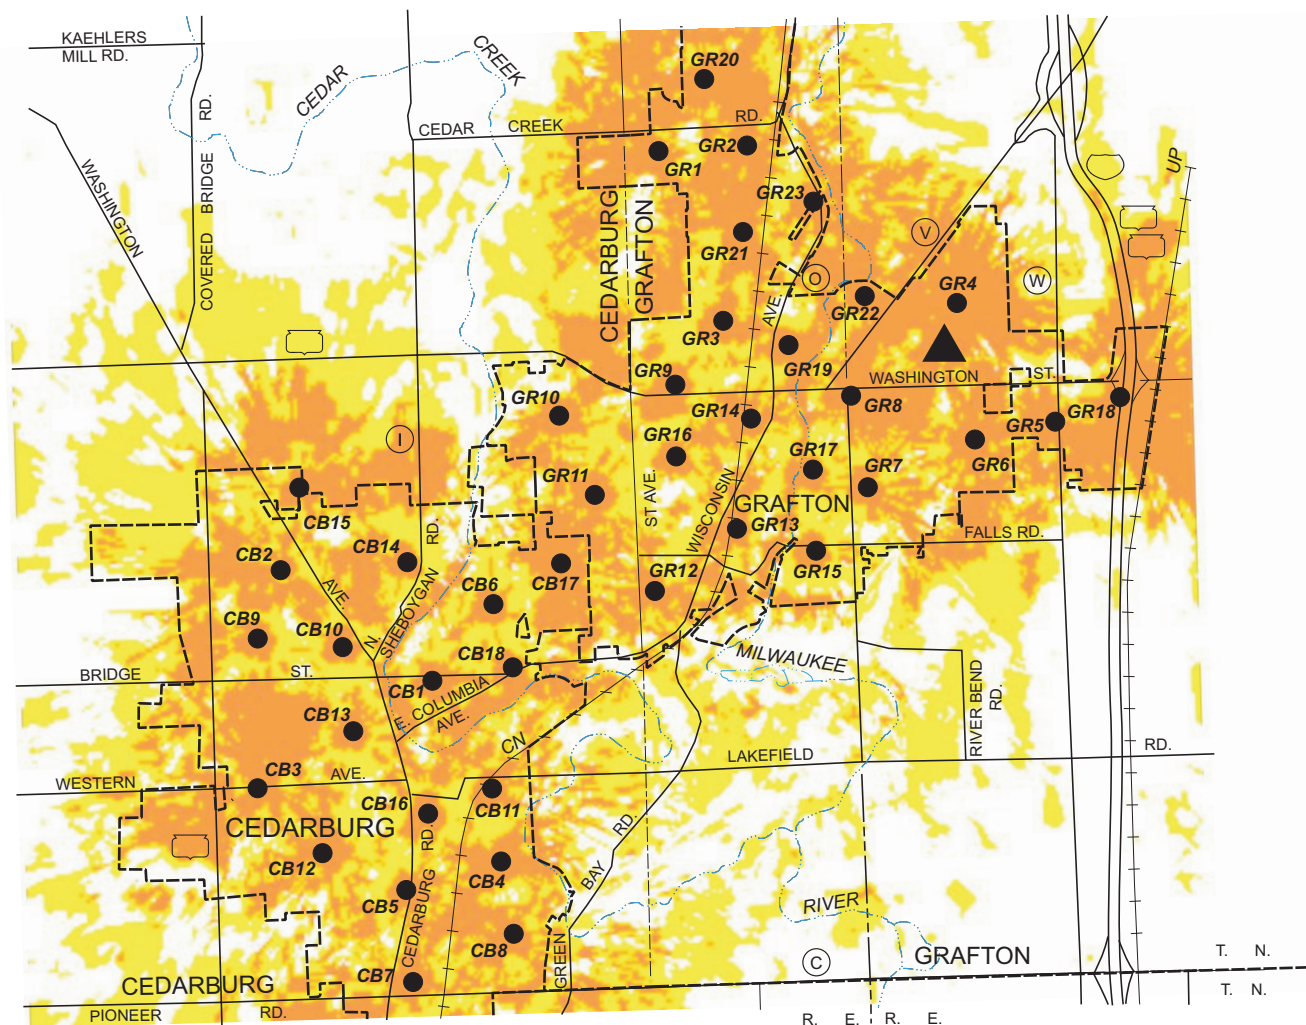 KAEHLERS
MILL RD.
CEDAR
CREEK
GR20
RD.
COVERED BRIDGE
CEDAR CREEK
RD.
GR1
GR2
UP
WASHINGTON
GR23
CEDARBURG
GRAFTON
GR21
V
O
W
GR4
GR22
AVE.
GR3
GR19
GR9
WASHINGTON
ST.
GR10
GR14
GR8
GR18
GR5
I
GR16
GR17
GR6
GR11
GR7
ST AVE.
WISCONSIN
GRAFTON
CB15
GR13
FALLS RD.
CB2
CB14
RD.
GR15
CB17
GR12
CB6
AVE.
N.
SHEBOYGAN
CB9
CB10
CB18
MILWAUKEE
BRIDGE
ST.
CB1
E. COLUMBIA
AVE.
RIVER BEND
RD.
CB13
CN
LAKEFIELD
RD.
WESTERN
AVE.
CB3
CB16
CB11
CEDARBURG
RD.
RD.
CB12
CB4
BAY
CB5
CEDARBURG
RIVER
CB8
GREEN
C
GRAFTON
T. N.
CB7
CEDARBURG
T. N.
PIONEER
RD.
R. E.
R. E.